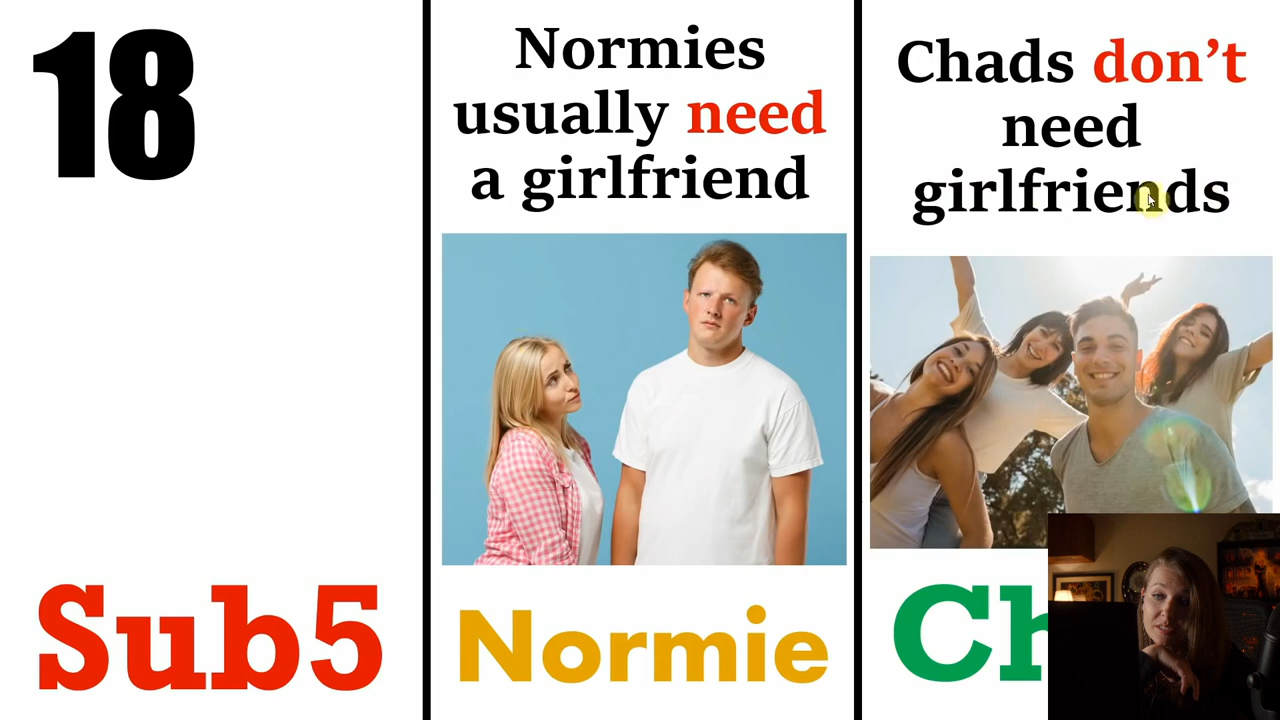 18
Sub5
Normies
usually need
a girlfriend
Normie
Chads don’t
need
girlfriends
Ch